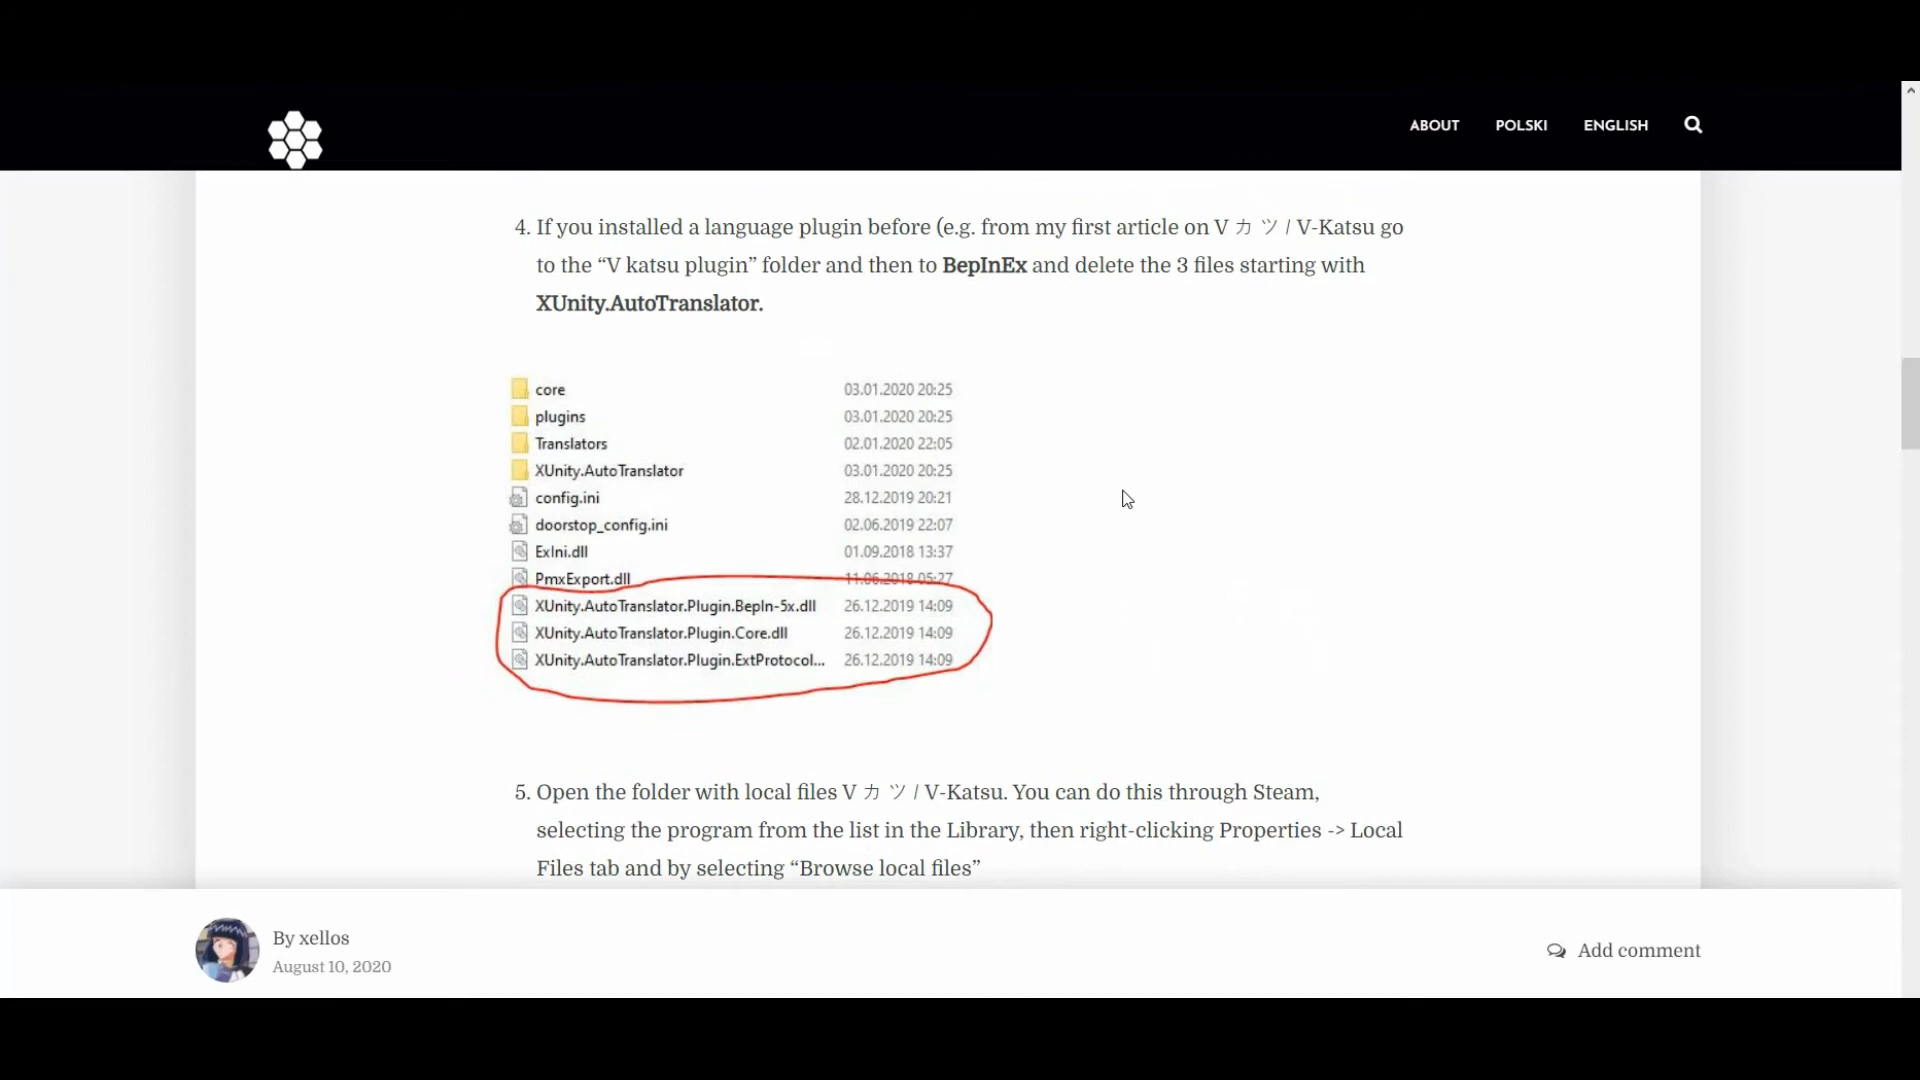 ABOUT POLSKI ENGLISH
4. If you installed a language plugin before (e.g. from my first article on V カ ツ / V-Katsu go
to the “V katsu plugin” folder and then to BepInEx and delete the 3 files starting with
XUnity.AutoTranslator.
core 03.01.2020 20:25
plugins 03.01.2020 20:25
Translators 02.01.2020 22:05
XUnity.AutoTranslator 03.01.2020 20:25
config.ini 28.12.2019 20:21
doorstop_config.ini 02.06.2019 22:07
ExIni.dll 01.09.2018 13:37
PmxExport.dll 11.06.2018 05:27
XUnity.AutoTranslator.Plugin.BepIn-5x.dll 26.12.2019 14:09
XUnity.AutoTranslator.Plugin.Core.dll 26.12.2019 14:09
XUnity.AutoTranslator.Plugin.ExtProtocol... 26.12.2019 14:09
5. Open the folder with local files V カ ツ / V-Katsu. You can do this through Steam,
selecting the program from the list in the Library, then right-clicking Properties -> Local
Files tab and by selecting “Browse local files”
By xellos
August 10, 2020
Add comment